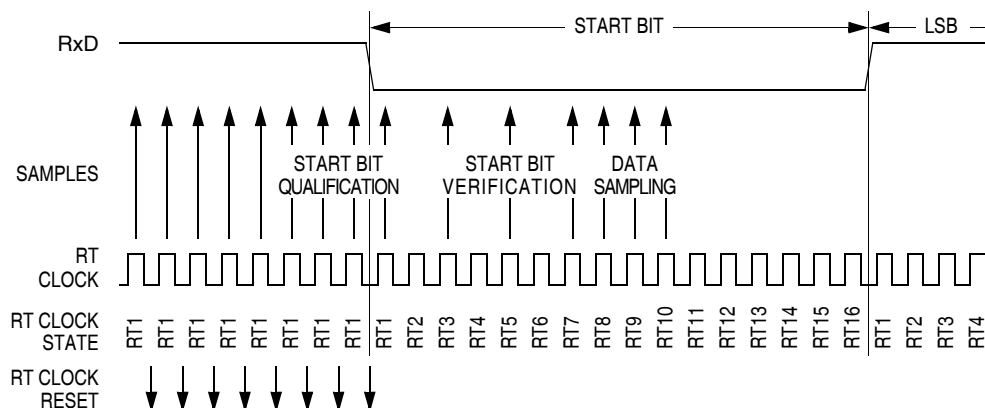 START BIT
LSB
RxD
SAMPLES
START BIT
QUALIFICATION
START BIT
VERIFICATION
DATA
SAMPLING
RT
CLOCK
RT CLOCK
STATE
RT1 RT1 RT1 RT1 RT1 RT1 RT1 RT1 RT1 RT2 RT3 RT4 RT5 RT6 RT7 RT8 RT9 RT10 RT11 RT12 RT13 RT14 RT15 RT16 RT1 RT2 RT3 RT4
RT CLOCK
RESET